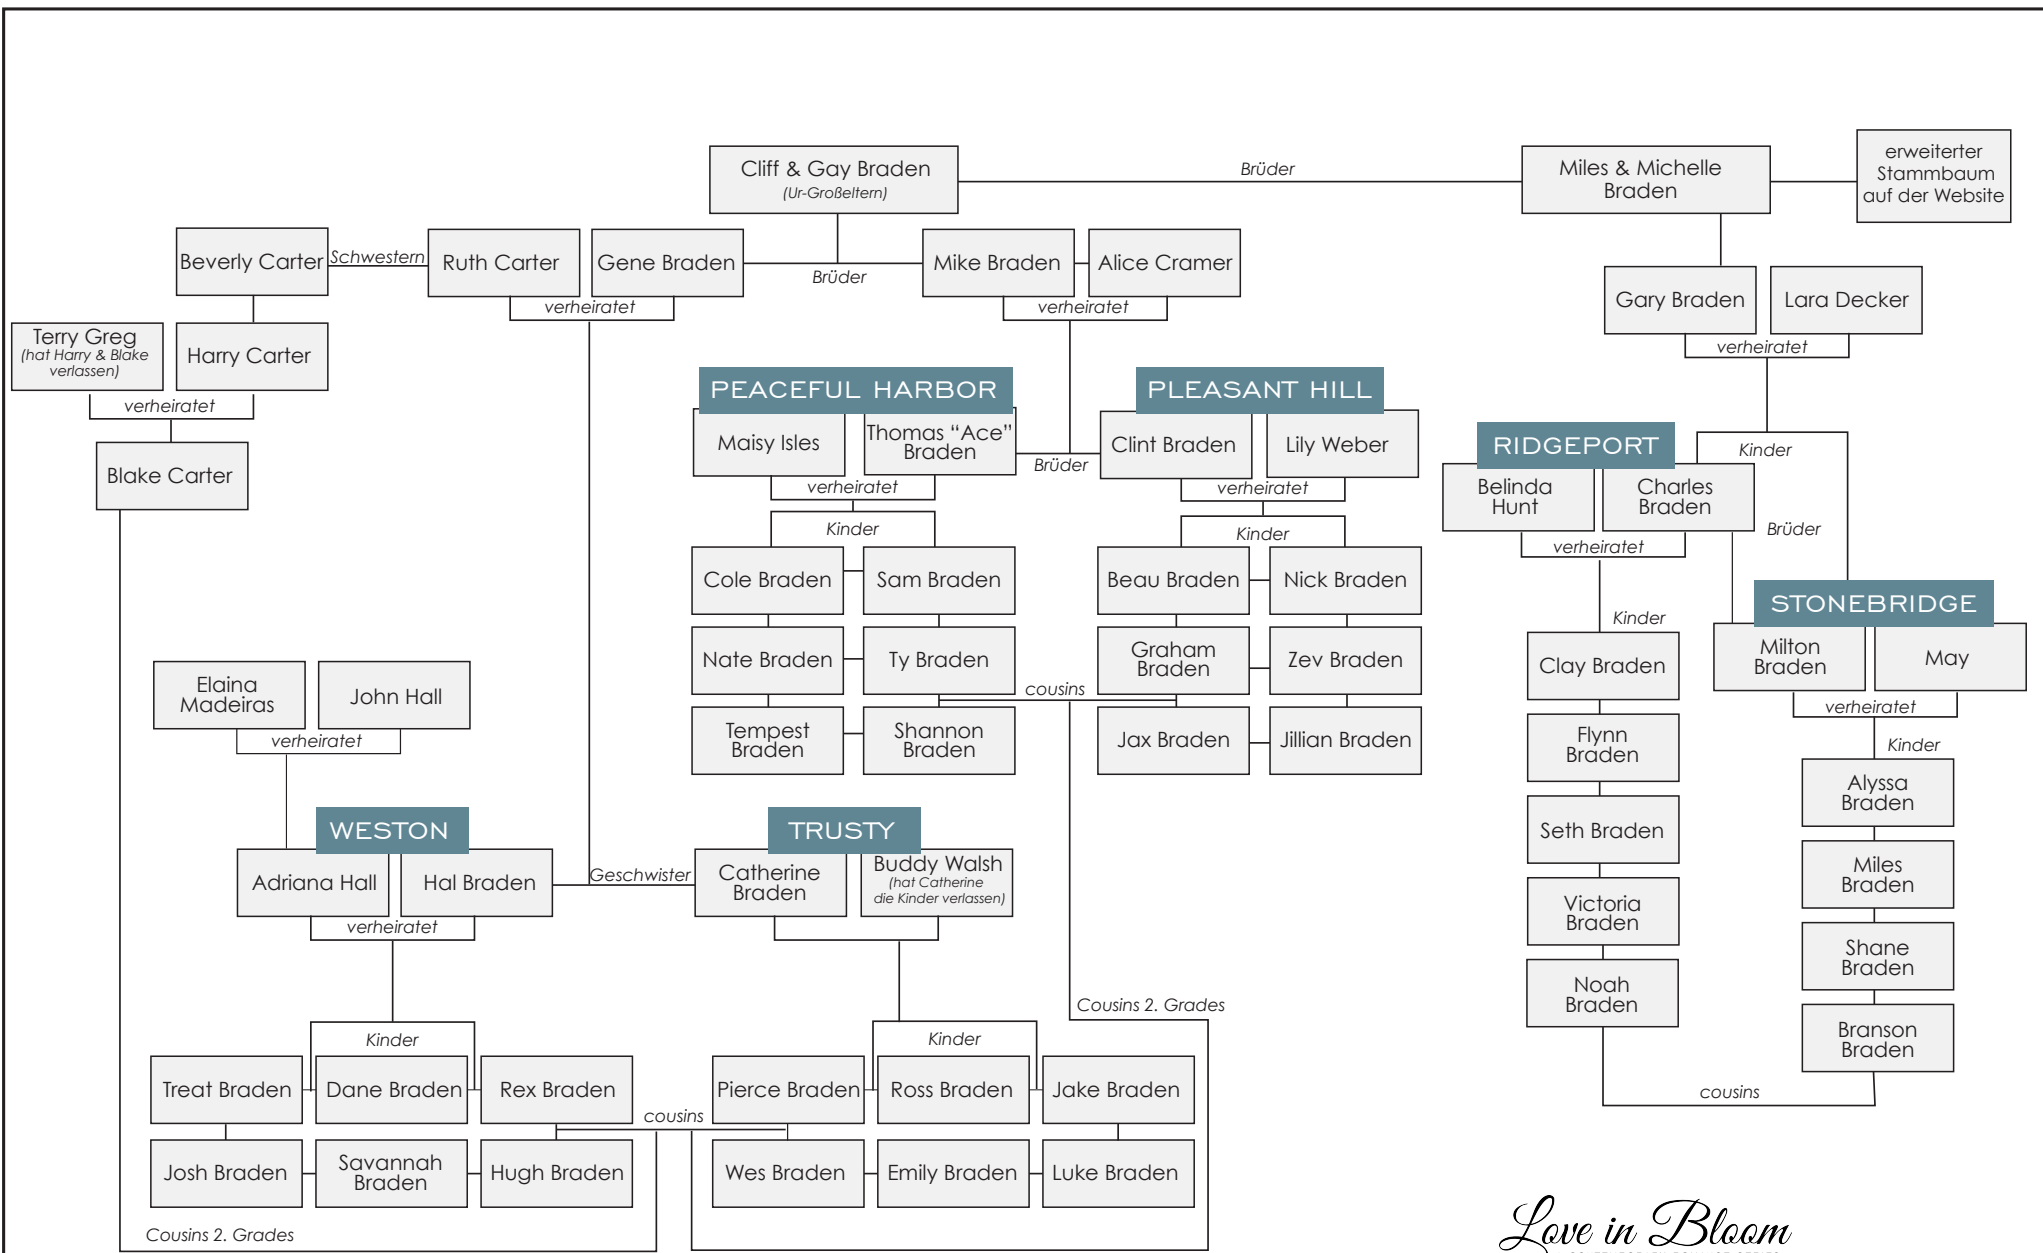 Cliff & Gay Braden
(Ur-Großeltern)
Brüder
Miles & Michelle
Braden
erweiterter
Stammbaum
auf der Website
Beverly Carter
Schwestern
Ruth Carter
Gene Braden
Brüder
Mike Braden
Alice Cramer
verheiratet
verheiratet
Gary Braden
Lara Decker
verheiratet
Terry Greg
(hat Harry & Blake
verlassen)
Harry Carter
verheiratet
Blake Carter
PEACEFUL HARBOR
Maisy Isles
Thomas “Ace”
Braden
verheiratet
Brüder
PLEASANT HILL
Clint Braden
Lily Weber
verheiratet
Kinder
Cole Braden
Sam Braden
Nate Braden
Ty Braden
Tempest
Braden
Shannon
Braden
Kinder
Beau Braden
Nick Braden
Graham
Braden
Zev Braden
Jax Braden
Jillian Braden
cousins
Kinder
RIDGEPORT
Belinda
Hunt
Charles
Braden
verheiratet
Brüder
Kinder
Clay Braden
Flynn
Braden
Seth Braden
Victoria
Braden
Noah
Braden
STONEBRIDGE
Milton
Braden
May
verheiratet
Kinder
Alyssa
Braden
Miles
Braden
Shane
Braden
Branson
Braden
cousins
Elaina
Madeiras
John Hall
verheiratet
WESTON
Adriana Hall
Hal Braden
verheiratet
Geschwister
TRUSTY
Catherine
Braden
Buddy Walsh
(hat Catherine
die Kinder verlassen)
Kinder
Treat Braden
Dane Braden
Rex Braden
Josh Braden
Savannah
Braden
Hugh Braden
cousins
Kinder
Pierce Braden
Ross Braden
Jake Braden
Wes Braden
Emily Braden
Luke Braden
Cousins 2. Grades
Cousins 2. Grades
Love in Bloom